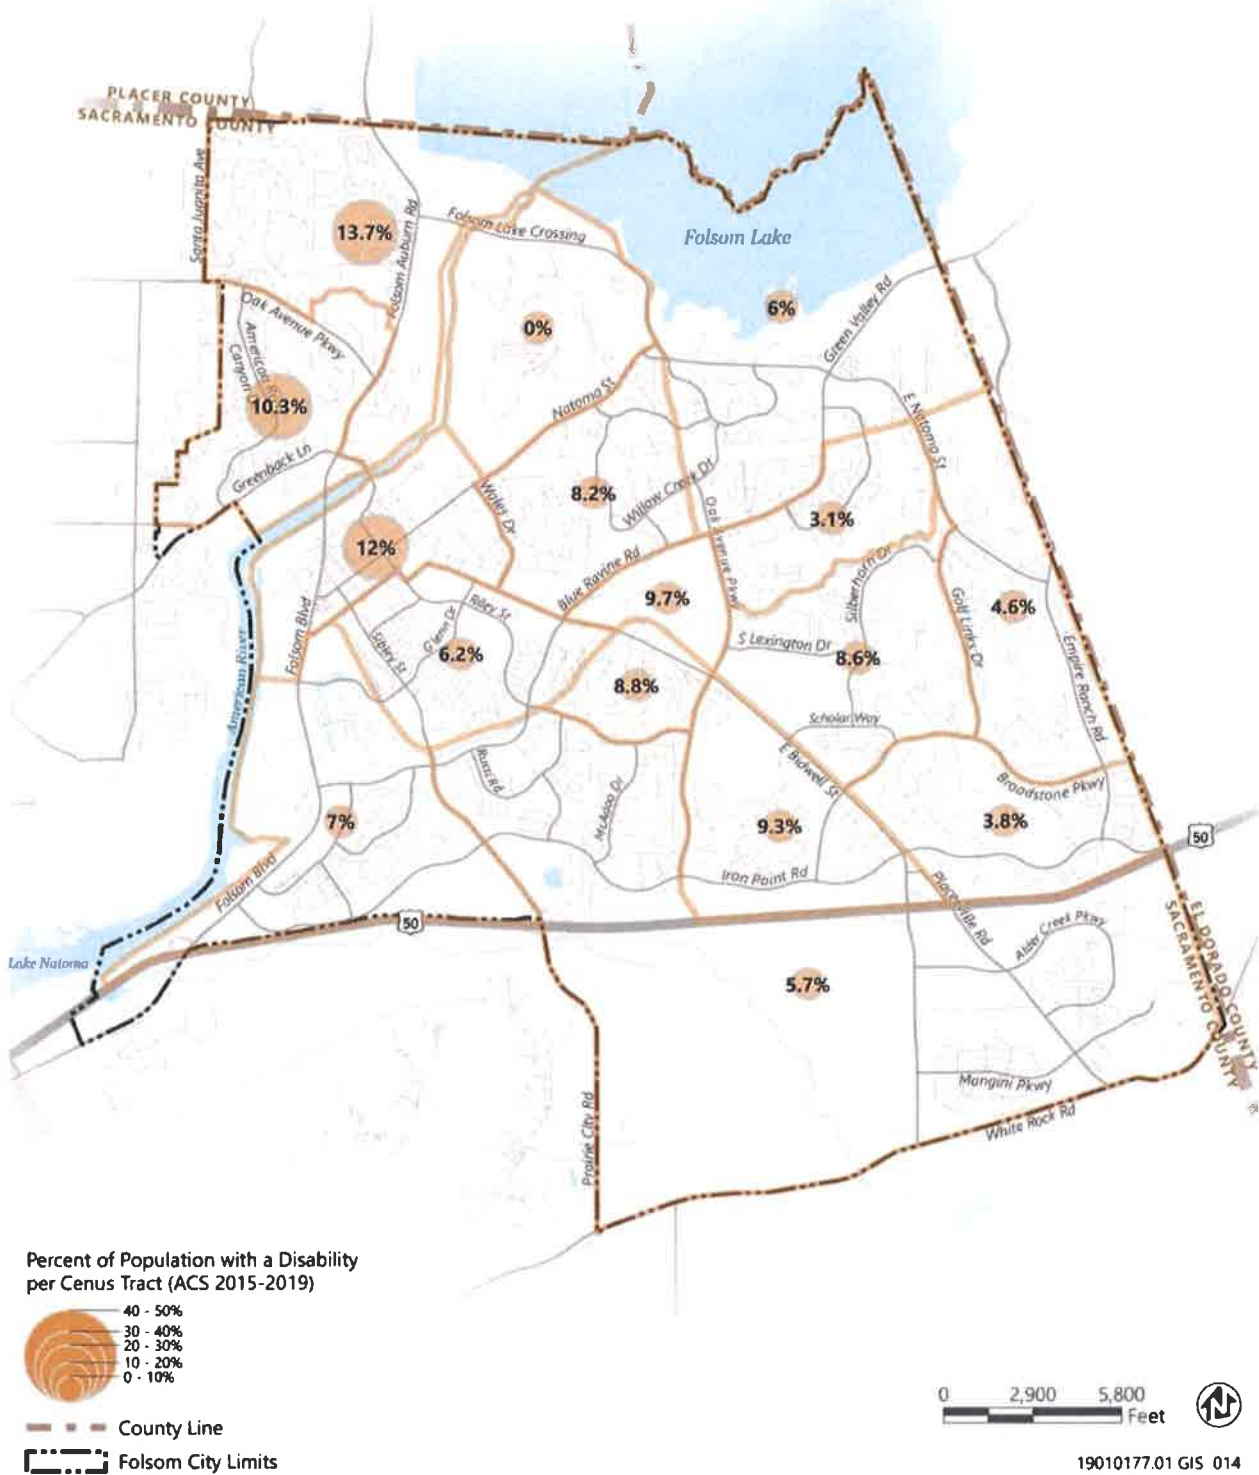 PLACER COUNTY
SACRAMENTO COUNTY
Santa Juanita Ave
13.7%
Folsom Auburn Rd
Folsom Lake Crossing
Folsom Lake
6%
Green Valley Rd
0%
Oak Avenue Pkwy
American
Canyon
10.3%
Natoma St
E Natoma St
Greenback Ln
8.2%
Willow Creek Dr
Wales Dr
Oak Avenue Pkwy
3.1%
12%
Blue Ravine Rd
Silberhorn Dr
9.7%
4.6%
Golf Links Dr
Riley St
Glenn Dr
Sibley St
Folsom Blvd
6.2%
S Lexington Dr
8.6%
Empire Ranch Rd
8.8%
American River
Scholar Way
E Bidwell St
Broadstone Pkwy
McAdoo Dr
7%
9.3%
3.8%
50
Iron Point Rd
Folsom Blvd
Placerville Rd
50
Alder Creek Pkwy
EL DORADO COUNTY
SACRAMENTO COUNTY
Lake Natoma
5.7%
Mangini Pkwy
White Rock Rd
Prairie City Rd
Percent of Population with a Disability
per Cenus Tract (ACS 2015-2019)
40 - 50%
30 - 40%
20 - 30%
10 - 20%
0 - 10%
County Line
Folsom City Limits
0 2,900 5,800
Feet
N
19010177.01 GIS 014